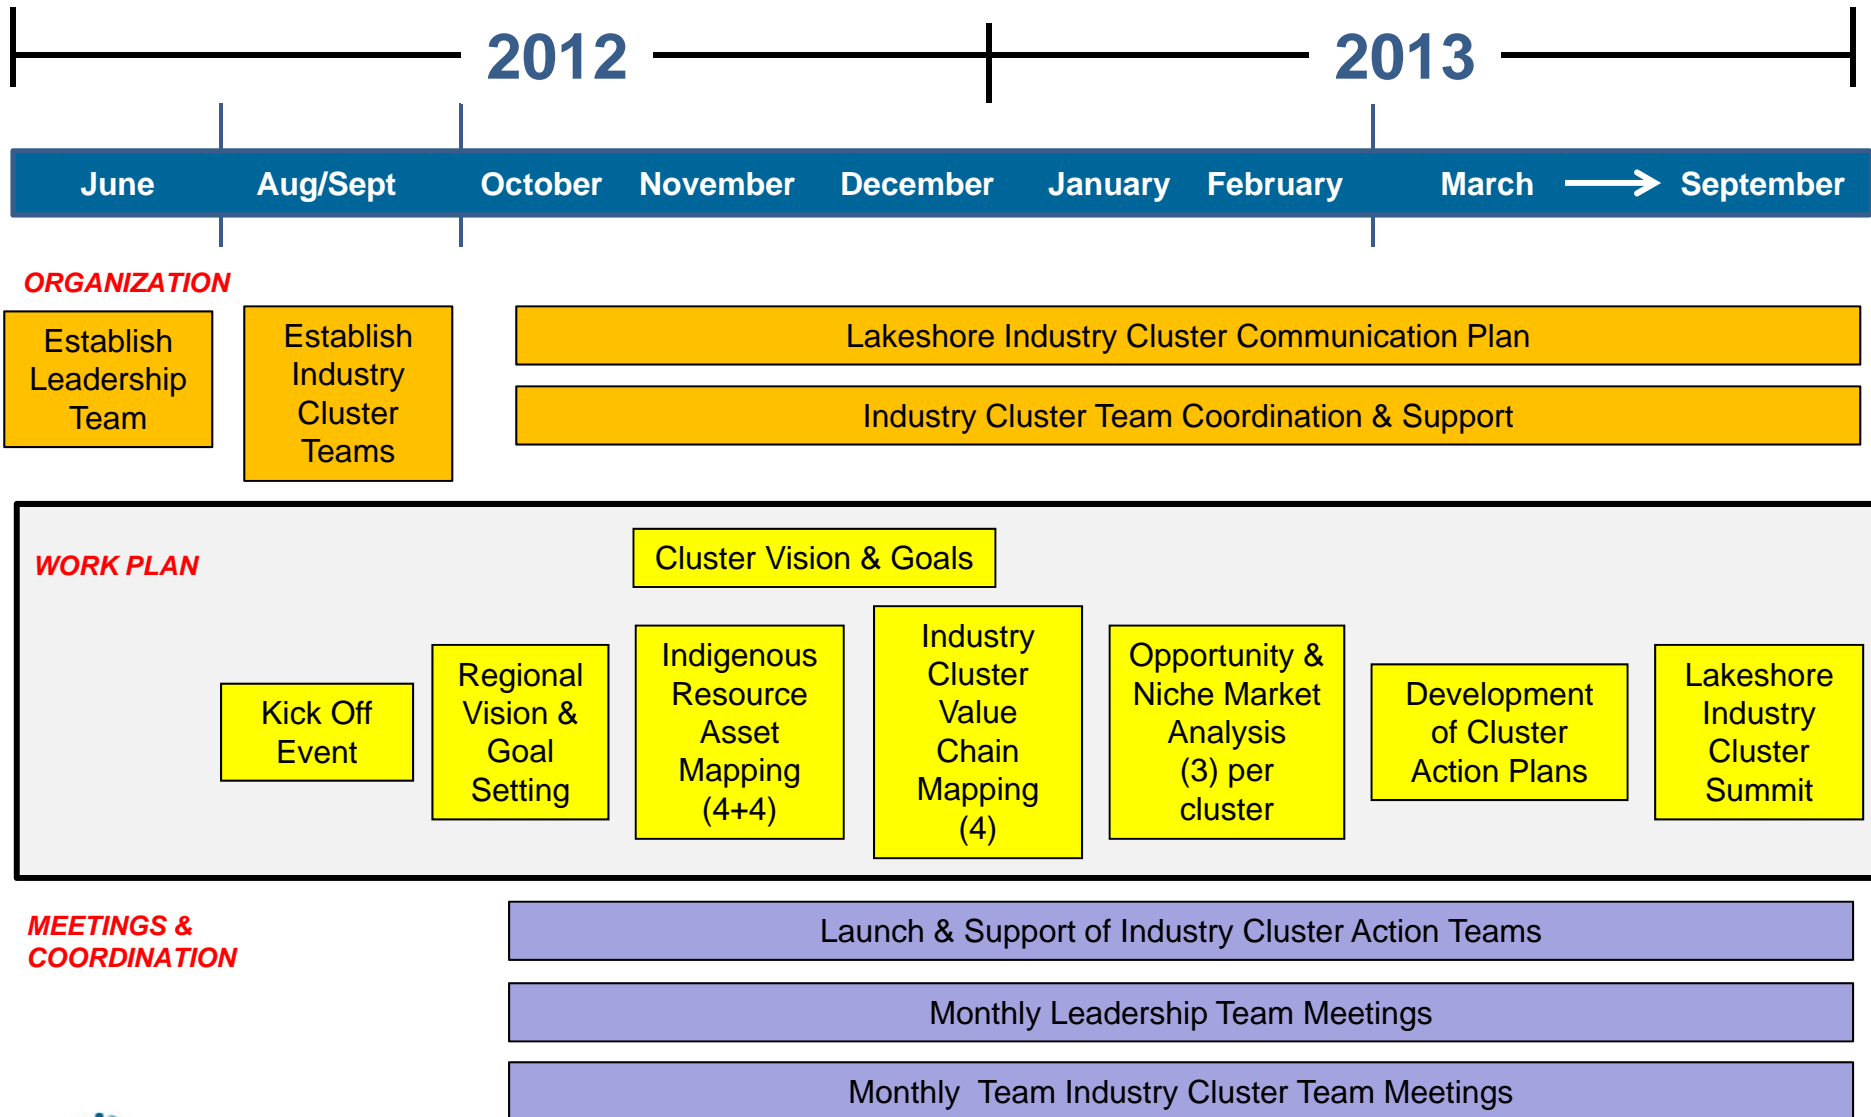 2012
2013
June
Aug/Sept
October
November
December
January
February
March
September
ORGANIZATION
Establish
Leadership
Team
Establish
Industry
Cluster
Teams
Lakeshore Industry Cluster Communication Plan
Industry Cluster Team Coordination & Support
WORK PLAN
Cluster Vision & Goals
Kick Off
Event
Regional
Vision &
Goal
Setting
Indigenous
Resource
Asset
Mapping
(4+4)
Industry
Cluster
Value
Chain
Mapping
(4)
Opportunity &
Niche Market
Analysis
(3) per
cluster
Development
of Cluster
Action Plans
Lakeshore
Industry
Cluster
Summit
MEETINGS &
COORDINATION
Launch & Support of Industry Cluster Action Teams
Monthly Leadership Team Meetings
Monthly  Team Industry Cluster Team Meetings